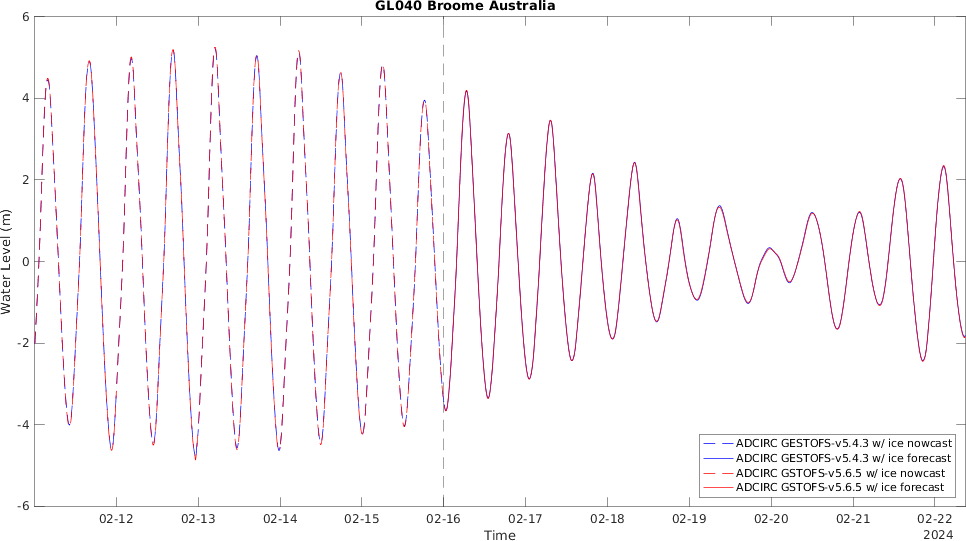 GL040 Broome Australia
6
4
2
0
-2
-4
-6
Water Level (m)
02-12
02-13
02-14
02-15
02-16
02-17
02-18
02-19
02-20
02-21
02-22
2024
Time
ADCIRC GESTOFS-v5.4.3 w/ ice nowcast
ADCIRC GESTOFS-v5.4.3 w/ ice forecast
ADCIRC GSTOFS-v5.6.5 w/ ice nowcast
ADCIRC GSTOFS-v5.6.5 w/ ice forecast